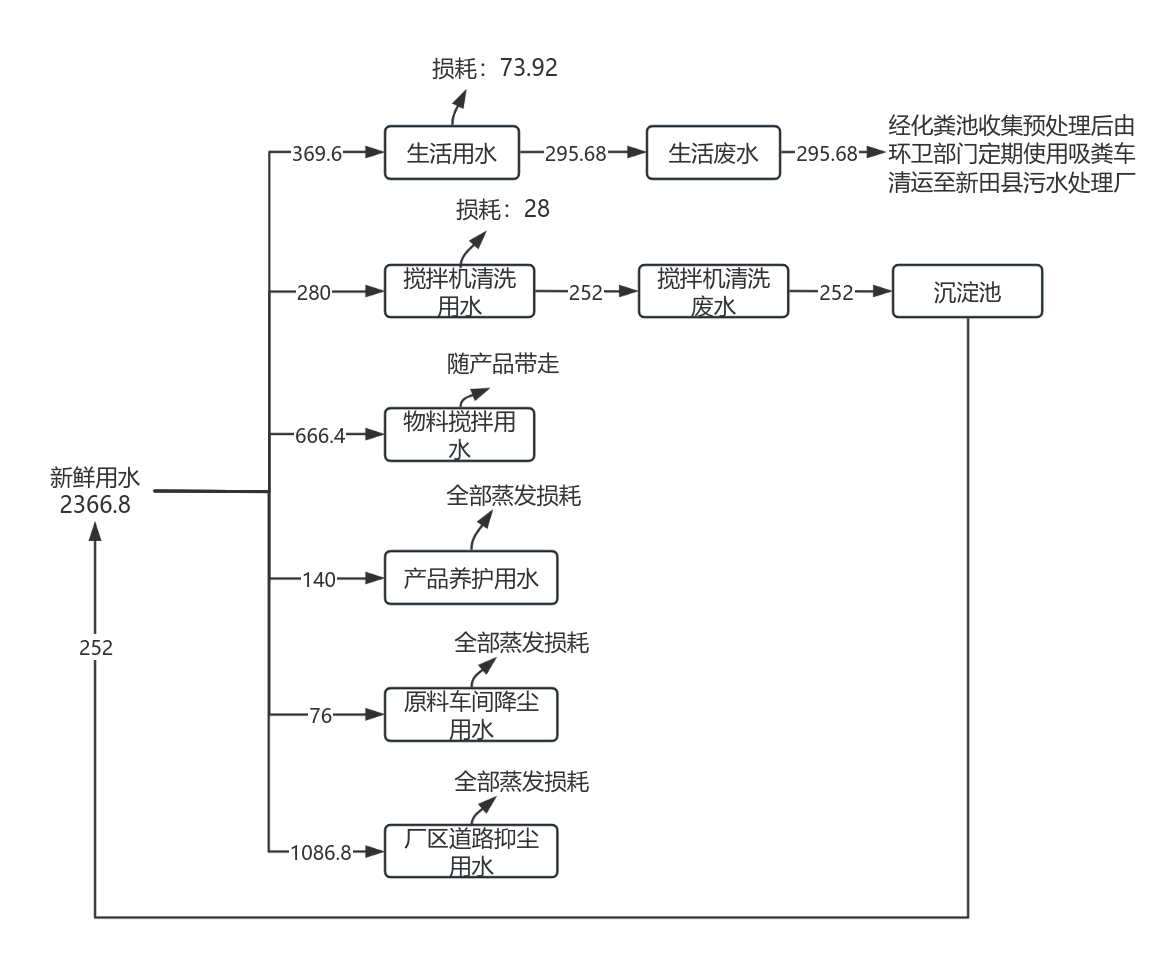 损耗：73.92
369.6
生活用水
295.68
生活废水
295.68
经化粪池收集预处理后由
环卫部门定期使用吸粪车
清运至新田县污水处理厂
损耗：28
280
搅拌机清洗
用水
252
搅拌机清洗
废水
252
沉淀池
随产品带走
666.4
物料搅拌用
水
新鲜用水
2366.8
全部蒸发损耗
140
产品养护用水
252
全部蒸发损耗
76
原料车间降尘
用水
全部蒸发损耗
1086.8
厂区道路抑尘
用水